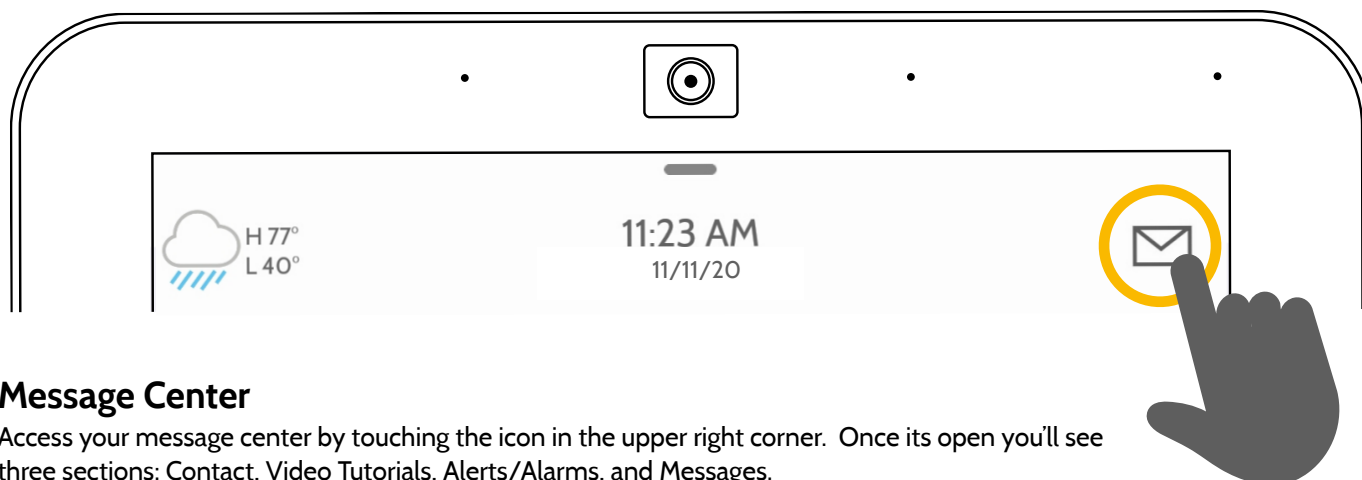 H 77°
L 40°
11:23 AM
11/11/20
Message Center
Access your message center by touching the icon in the upper right corner.  Once its open you'll see
three sections: Contact, Video Tutorials, Alerts/Alarms, and Messages.